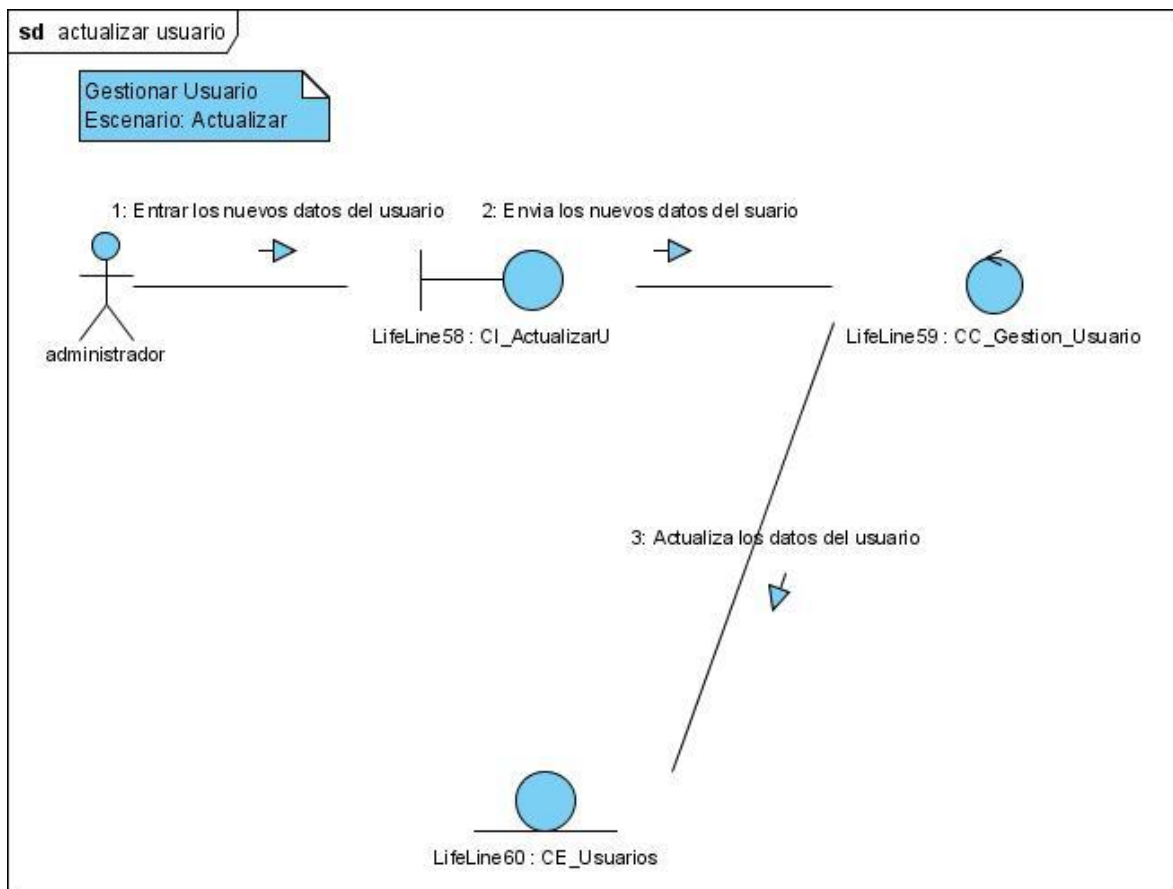 sd actualizar usuario
Gestionar Usuario
Escenario: Actualizar
1: Entrar los nuevos datos del usuario
2: Envia los nuevos datos del suario
administrador
LifeLine58 : CI_ActualizarU
LifeLine59 : CC_Gestion_Usuario
3: Actualiza los datos del usuario
LifeLine60 : CE_Usuarios